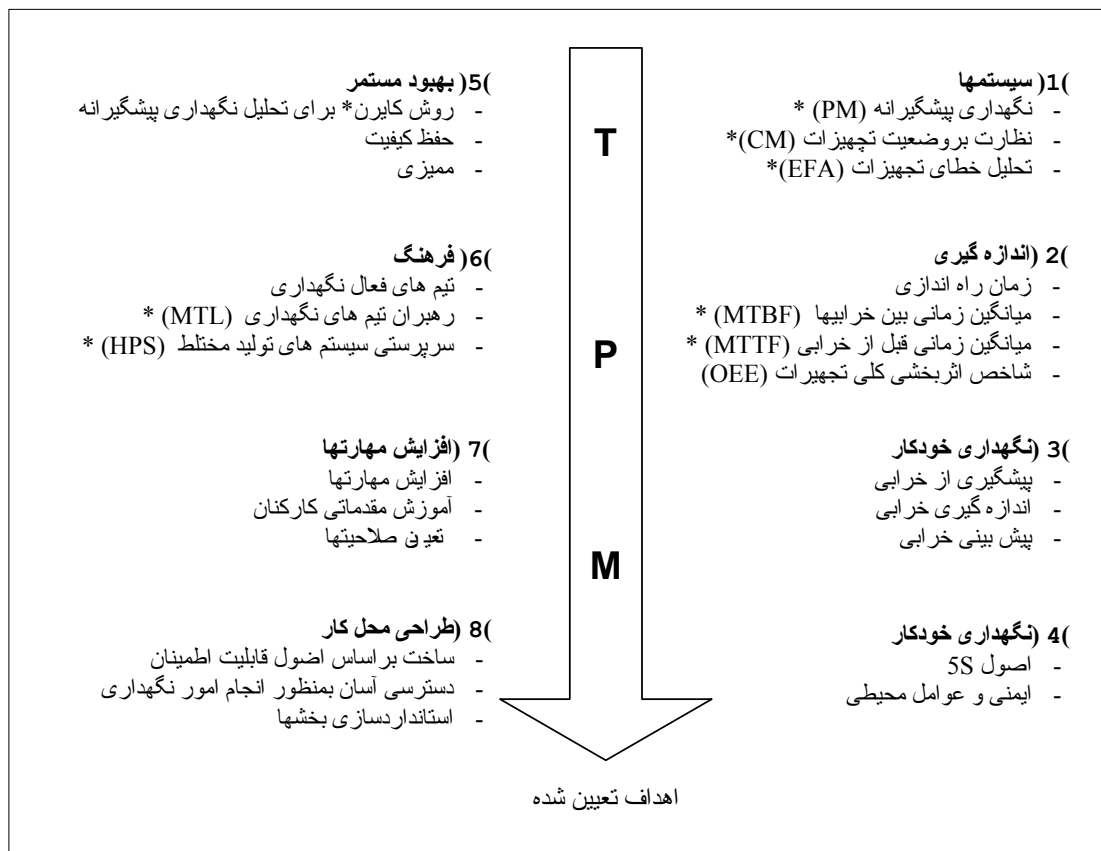 )1( سیستمها
- نگهداری پیشگیرانه (PM) *
- نظارت بروضعیت تچهیزات (CM)*
- تحلیل خطای تجهیزات (EFA)*
)2 (اندازه گیری
- زمان راه اندازی
- میانگین زمانی بین خرابیها (MTBF) *
- میانگین زمانی قبل از خرابی (MTTF) *
- شاخص اثربخشی کلی تجهیرات (OEE)
)3 (نگهداری خودکار
- پیشگیری از خرابی
- اندازه گیری خرابی
- پیش بینی خرابی
)4 (نگهداری خودکار
- اصول 5S
- ایمنی و عوامل محیطی
T
P
M
)5( بهبود مستمر
- روش کایرن* برای تحلیل نگهداری پیشگیرانه
- حفظ کیفیت
- ممیزی
)6( فرهنگ
- تیم های فعال نگهداری
- رهبران تیم های نگهداری (MTL) *
- سرپرستی سیستم های تولید مختلط (HPS) *
)7 (افزایش مهارتها
- افزایش مهارتها
- آموزش مقدماتی کارکنان
- تعین صلاحیتها
)8 (طراحی محل کار
- ساخت براساس اضول قابلیت اطمینان
- دسترسی آسان بمنظور انجام امور نگهداری
- استانداردسازی بخشها
اهداف تعیین شده